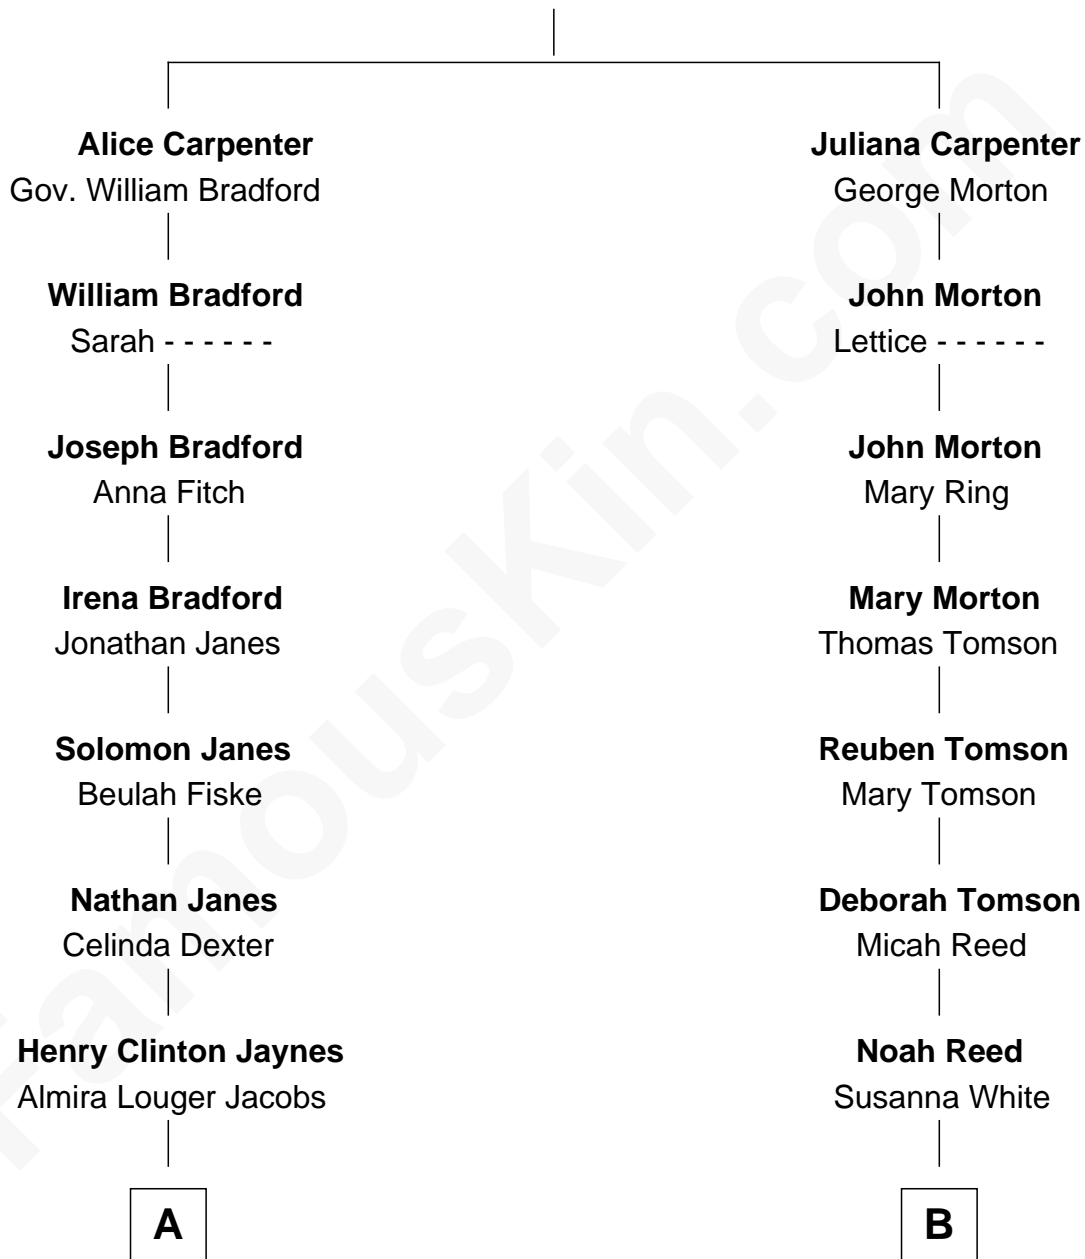 Alice Carpenter
Gov. William Bradford
William Bradford
Sarah - - - - - -
Joseph Bradford
Anna Fitch
Irena Bradford
Jonathan Janes
Solomon Janes
Beulah Fiske
Nathan Janes
Celinda Dexter
Henry Clinton Jaynes
Almira Louger Jacobs
A
Juliana Carpenter
George Morton
John Morton
Lettice - - - - - -
John Morton
Mary Ring
Mary Morton
Thomas Tomson
Reuben Tomson
Mary Tomson
Deborah Tomson
Micah Reed
Noah Reed
Susanna White
B
FamousKin.com